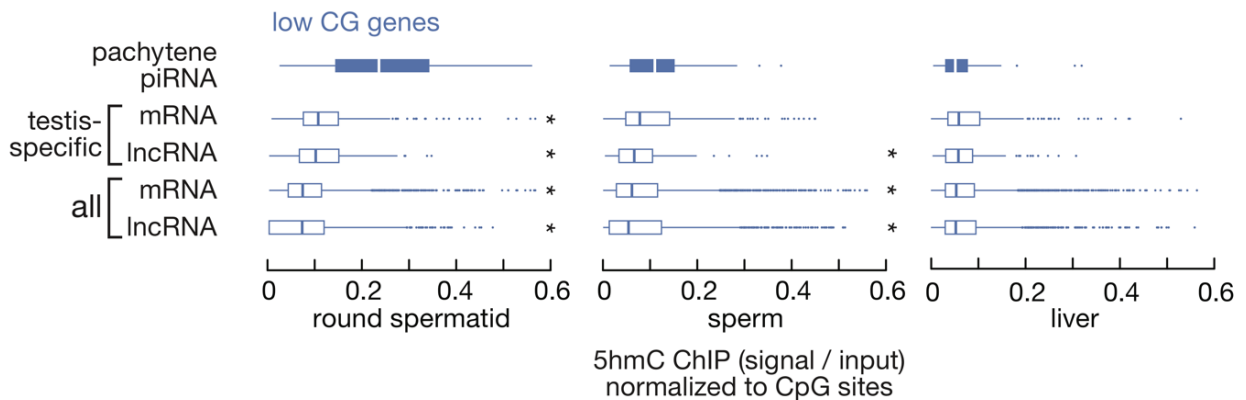 low CG genes
pachytene
piRNA
testis-
specific
mRNA
*
lncRNA
* *
all
mRNA
* *
lncRNA
* *
0 0.2 0.4 0.6
round spermatid
0 0.2 0.4 0.6
sperm
0 0.2 0.4 0.6
liver
5hmC ChIP (signal / input)
normalized to CpG sites